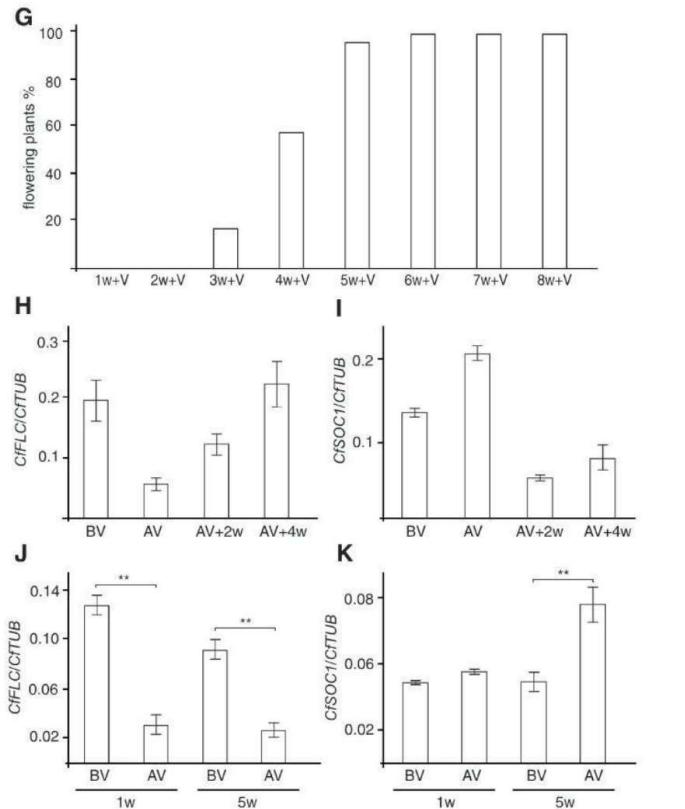 G
flowering plants %
100
80
60
40
20
1w+V 2w+V 3w+V 4w+V 5w+V 6w+V 7w+V 8w+V
H
CfFLC/CfTUB
0.3
0.2
0.1
BV AV AV+2w AV+4w
I
CfSOC1/CfTUB
0.2
0.1
BV AV AV+2w AV+4w
J
CfFLC/CfTUB
0.14
0.10
0.06
0.02
** **
BV AV BV AV
1w 5w
K
CfSOC1/CfTUB
0.08
0.06
0.02
**
BV AV BV AV
1w 5w